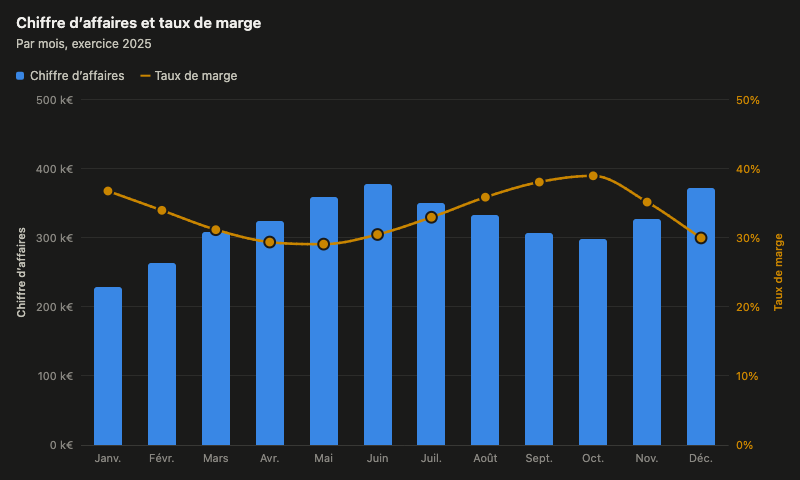 Chiffre d’affaires et taux de marge
Par mois, exercice 2025
Chiffre d’affaires
Taux de marge
500 k€
400 k€
300 k€
200 k€
100 k€
0 k€
Chiffre d’affaires
50%
40%
30%
20%
10%
0%
Taux de marge
Janv. Févr. Mars Avr. Mai Juin Juil. Août Sept. Oct. Nov. Déc.